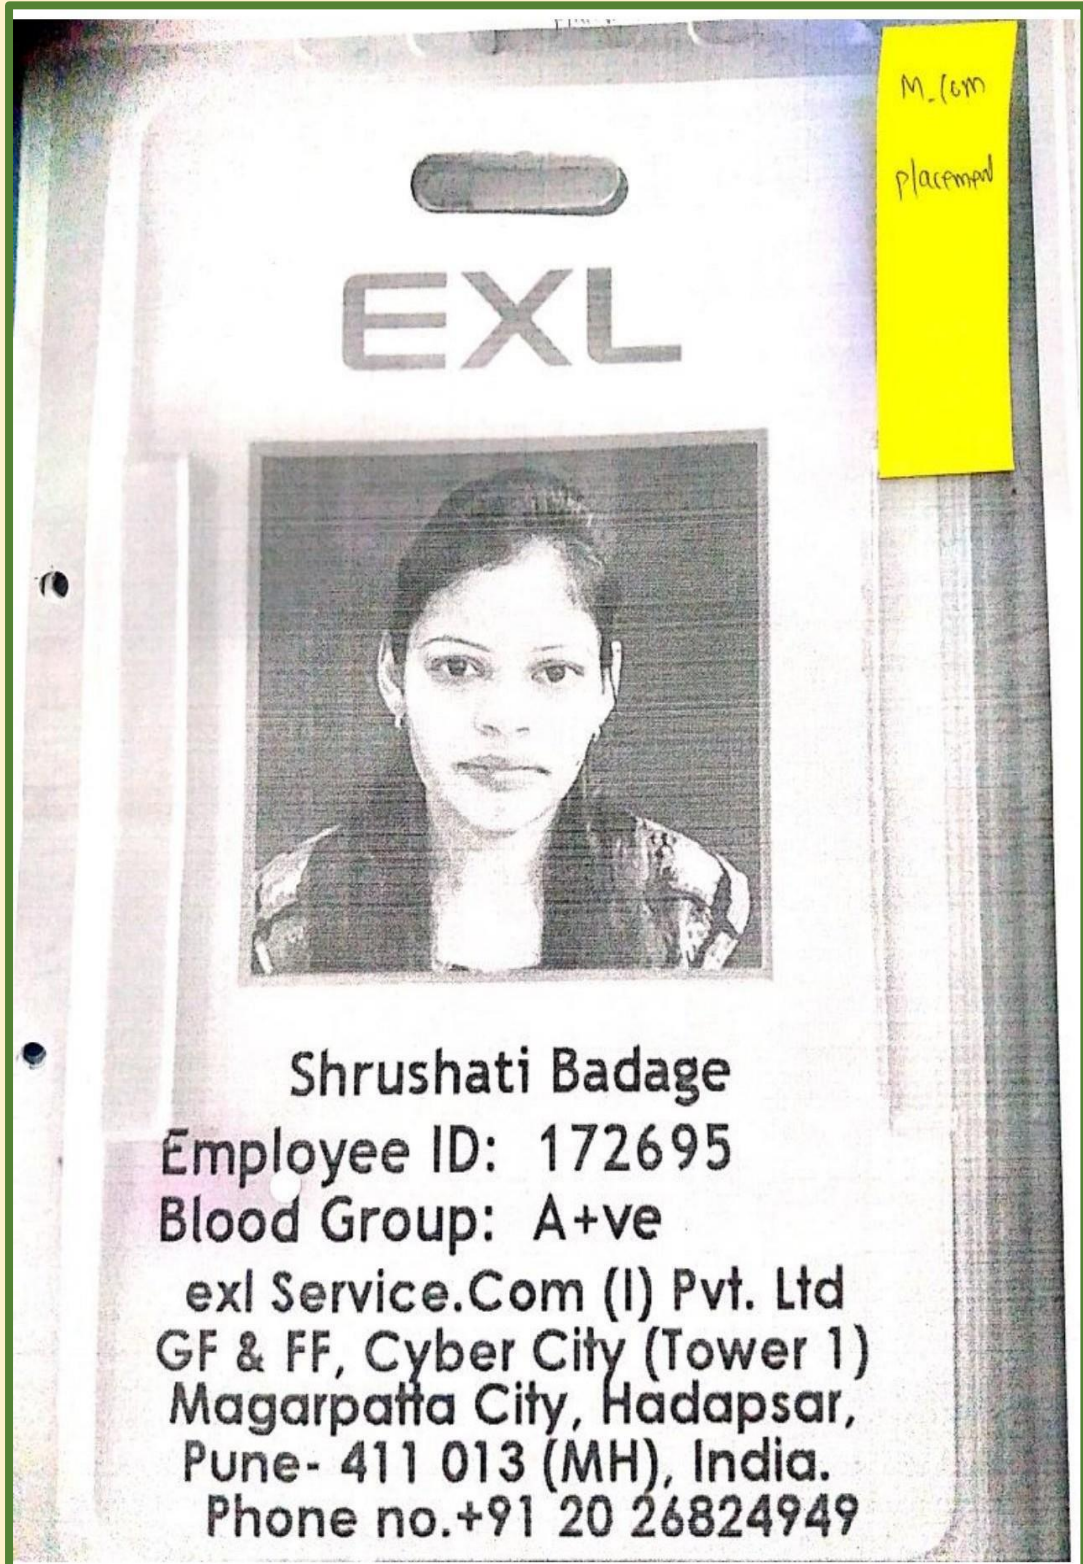 M.Com
placement
EXL
Shrushati Badage
Employee ID: 172695
Blood Group: A+ve
exl Service.Com (I) Pvt. Ltd
GF & FF, Cyber City (Tower 1)
Magarpatta City, Hadapsar,
Pune- 411 013 (MH), India.
Phone no.+91 20 26824949